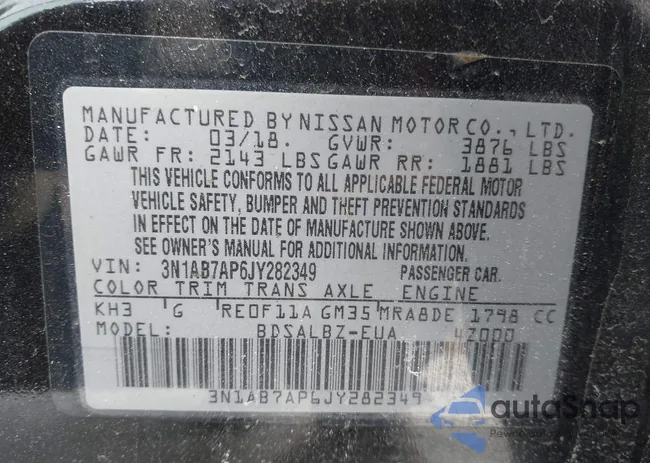 MANUFACTURED BY NISSAN MOTOR CO., LTD.
DATE: 03/18. GVWR: 3876 LBS
GAWR FR: 2143 LBS GAWR RR: 1881 LBS
THIS VEHICLE CONFORMS TO ALL APPLICABLE FEDERAL MOTOR
VEHICLE SAFETY, BUMPER AND THEFT PREVENTION STANDARDS
IN EFFECT ON THE DATE OF MANUFACTURE SHOWN ABOVE.
SEE OWNER'S MANUAL FOR ADDITIONAL INFORMATION.
VIN: 3N1AB7AP6JY282349 PASSENGER CAR.
COLOR TRIM TRANS AXLE ENGINE
KH3 G RE0F11A GM35 MRA8DE 1798 CC
MODEL: BDSALBZ-EUA 4Z000
3N1AB7AP6JY282349
autoSnap